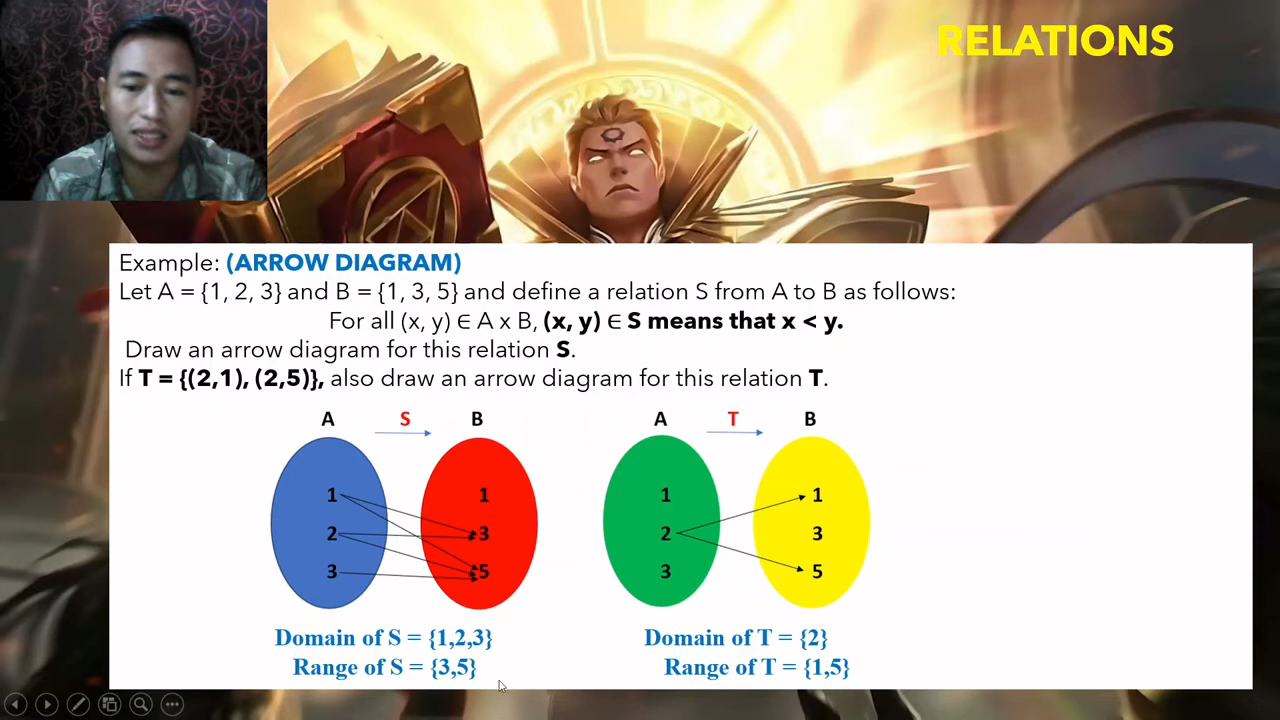 RELATIONS
Example: (ARROW DIAGRAM)
Let A = {1, 2, 3} and B = {1, 3, 5} and define a relation S from A to B as follows:
For all (x, y) ∈ A x B, (x, y) ∈ S means that x < y.
Draw an arrow diagram for this relation S.
If T = {(2,1), (2,5)}, also draw an arrow diagram for this relation T.
A S B
1 1
2 3
3 5
Domain of S = {1,2,3}
Range of S = {3,5}
A T B
1 1
2 3
3 5
Domain of T = {2}
Range of T = {1,5}